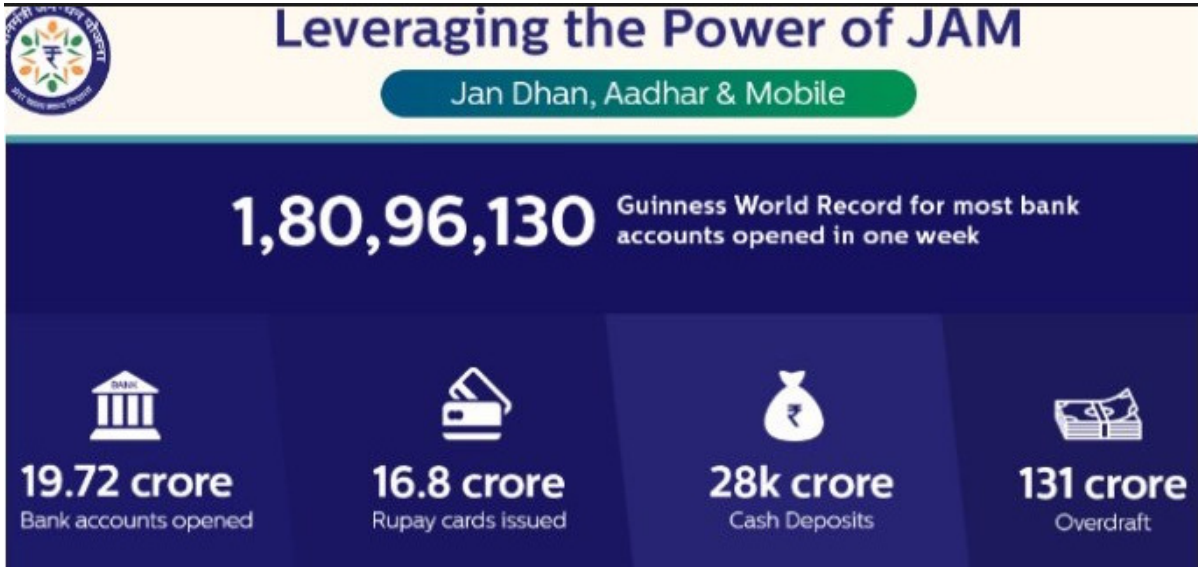 Leveraging the Power of JAM
Jan Dhan, Aadhar & Mobile
1,80,96,130
Guinness World Record for most bank
accounts opened in one week
BANK
19.72 crore
Bank accounts opened
16.8 crore
Rupay cards issued
₹
28k crore
Cash Deposits
131 crore
Overdraft